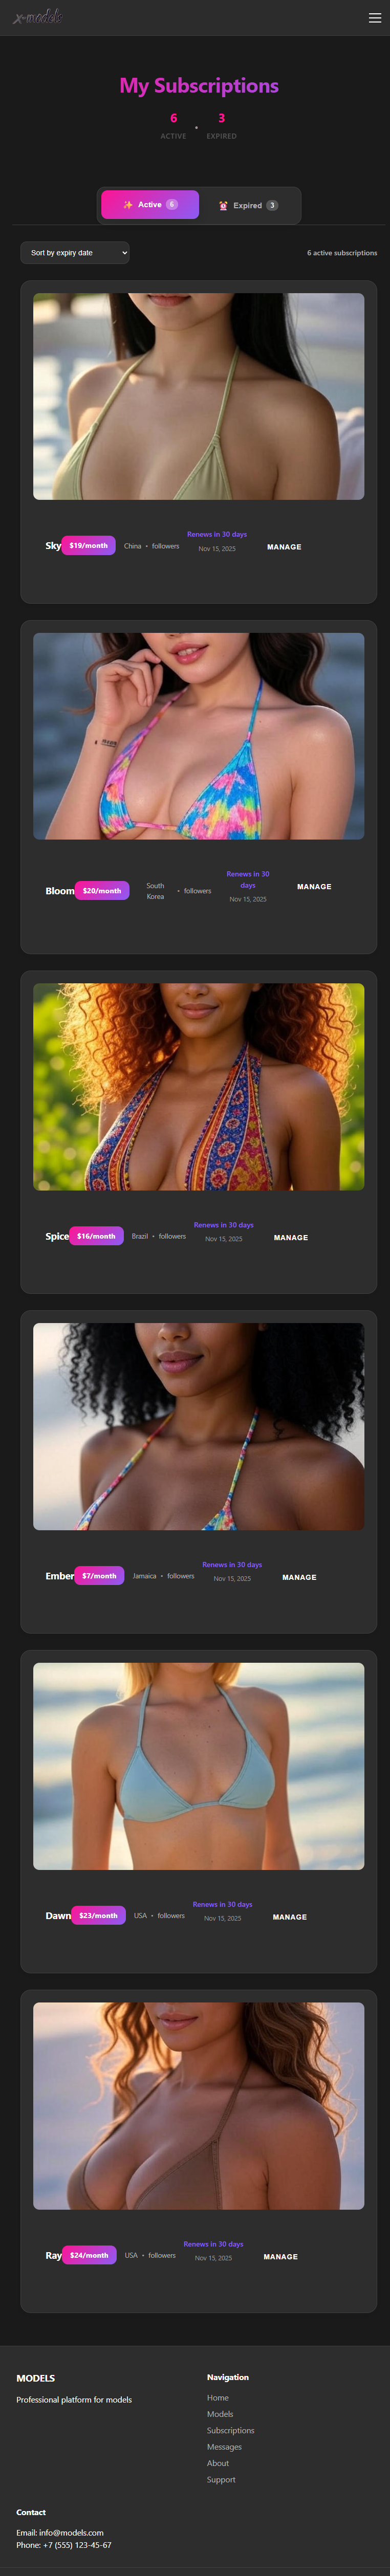 x-models
My Subscriptions
6 3
ACTIVE • EXPIRED
Active 6 Expired 3
Sort by expiry date 6 active subscriptions
Sky $19/month China • followers Renews in 30 days
Nov 15, 2025 MANAGE
Bloom $20/month South Korea • followers Renews in 30 days
Nov 15, 2025 MANAGE
Spice $16/month Brazil • followers Renews in 30 days
Nov 15, 2025 MANAGE
Ember $7/month Jamaica • followers Renews in 30 days
Nov 15, 2025 MANAGE
Dawn $23/month USA • followers Renews in 30 days
Nov 15, 2025 MANAGE
Ray $24/month USA • followers Renews in 30 days
Nov 15, 2025 MANAGE
MODELS
Professional platform for models
Navigation
Home
Models
Subscriptions
Messages
About
Support
Contact
Email: info@models.com
Phone: +7 (555) 123-45-67